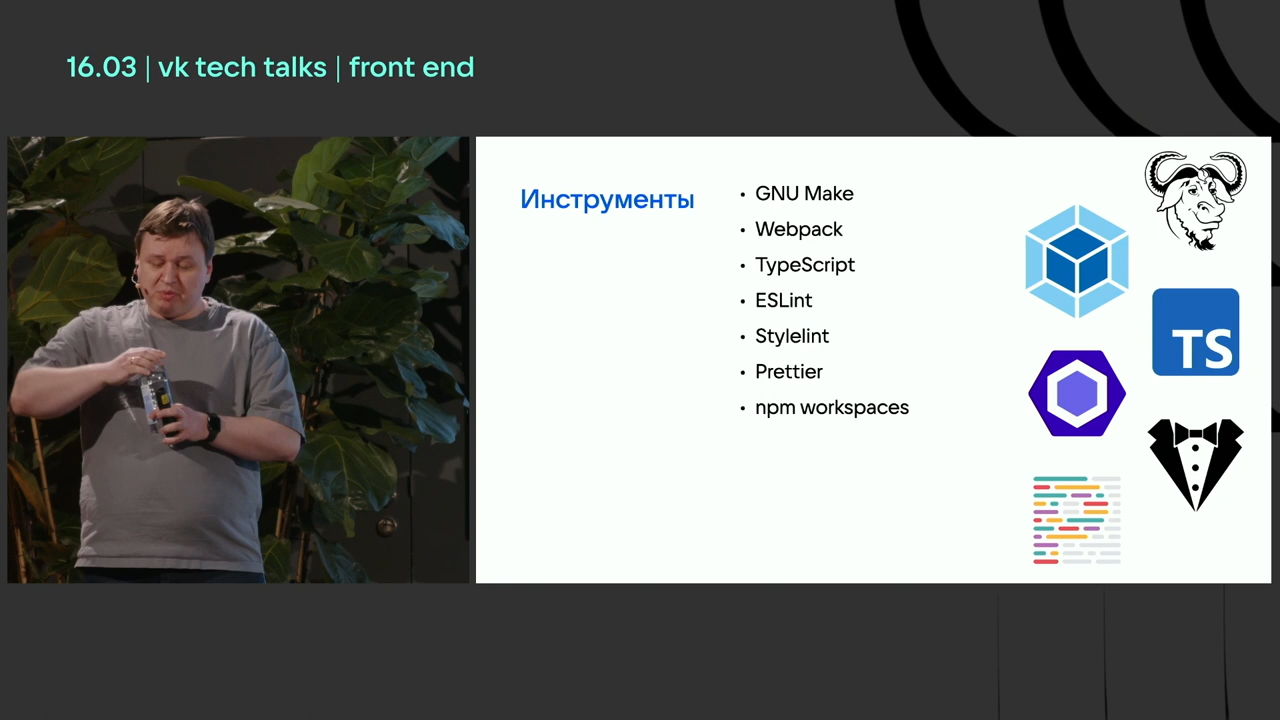 16.03 | vk tech talks | front end
Инструменты
• GNU Make
• Webpack
• TypeScript
• ESLint
• Stylelint
• Prettier
• npm workspaces
TS